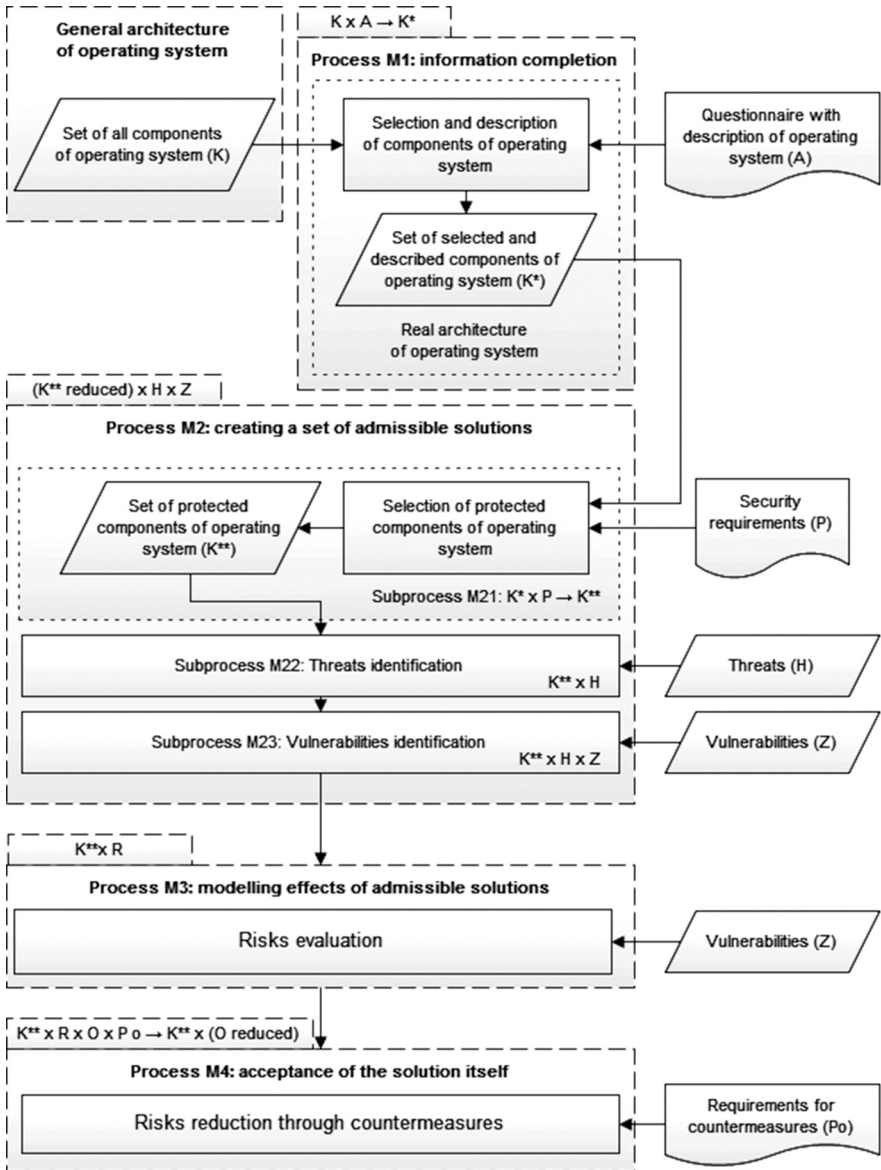 General architecture
of operating system
Set of all components
of operating system (K)
K x A → K*
Process M1: information completion
Selection and description
of components of operating
system
Questionnaire with
description of operating
system (A)
Set of selected and
described components of
operating system (K*)
Real architecture
of operating system
(K** reduced) x H x Z
Process M2: creating a set of admissible solutions
Set of protected
components of operating
system (K**)
Selection of protected
components of operating
system
Security
requirements (P)
Subprocess M21: K* x P → K**
Subprocess M22: Threats identification
K** x H
Threats (H)
Subprocess M23: Vulnerabilities identification
K** x H x Z
Vulnerabilities (Z)
K**x R
Process M3: modelling effects of admissible solutions
Risks evaluation
Vulnerabilities (Z)
K** x R x O x P o → K** x (O reduced)
Process M4: acceptance of the solution itself
Risks reduction through countermeasures
Requirements for
countermeasures (Po)